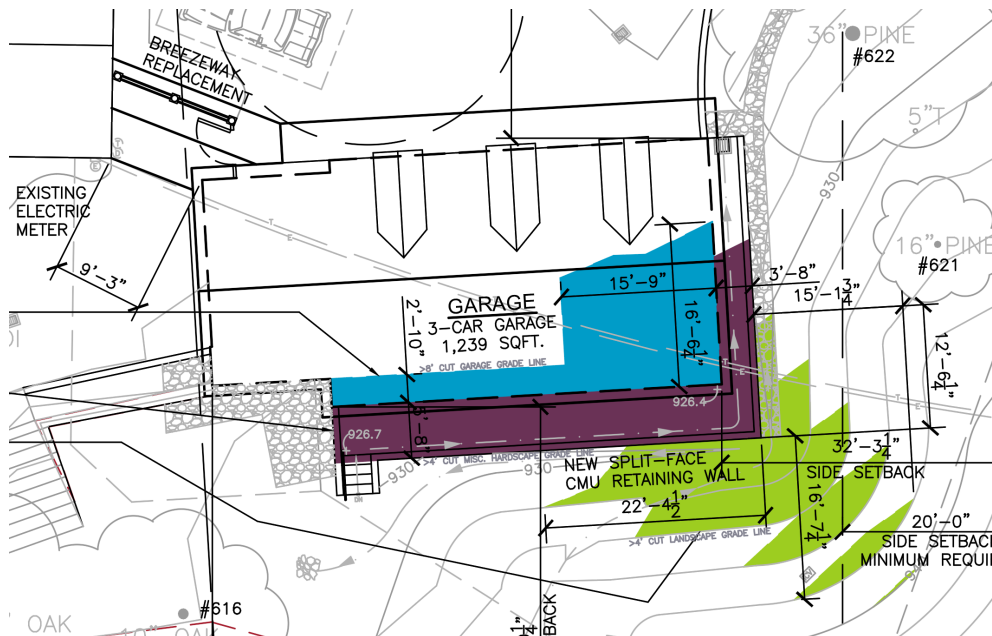 36" PINE
#622
BREEZEWAY
REPLACEMENT
5"T
930
EXISTING
ELECTRIC
METER
16" PINE
#621
9'-3"
15'-9"
3'-8"
15'-1 3/4"
GARAGE
3-CAR GARAGE
1,239 SQFT.
2'-10"
16'-6 1/4"
12'-6 1/4"
>8' CUT GARAGE GRADE LINE
926.4
926.7
930
>4' CUT MISC. HARDSCAPE GRADE LINE
930
NEW SPLIT-FACE
CMU RETAINING WALL
32'-3 1/4"
SIDE SETBACK
22'-4 1/2"
16'-7 1/4"
>4' CUT LANDSCAPE GRADE LINE
20'-0"
SIDE SETBACK
MINIMUM REQUI
DN
#616
OAK
OAK
BACK